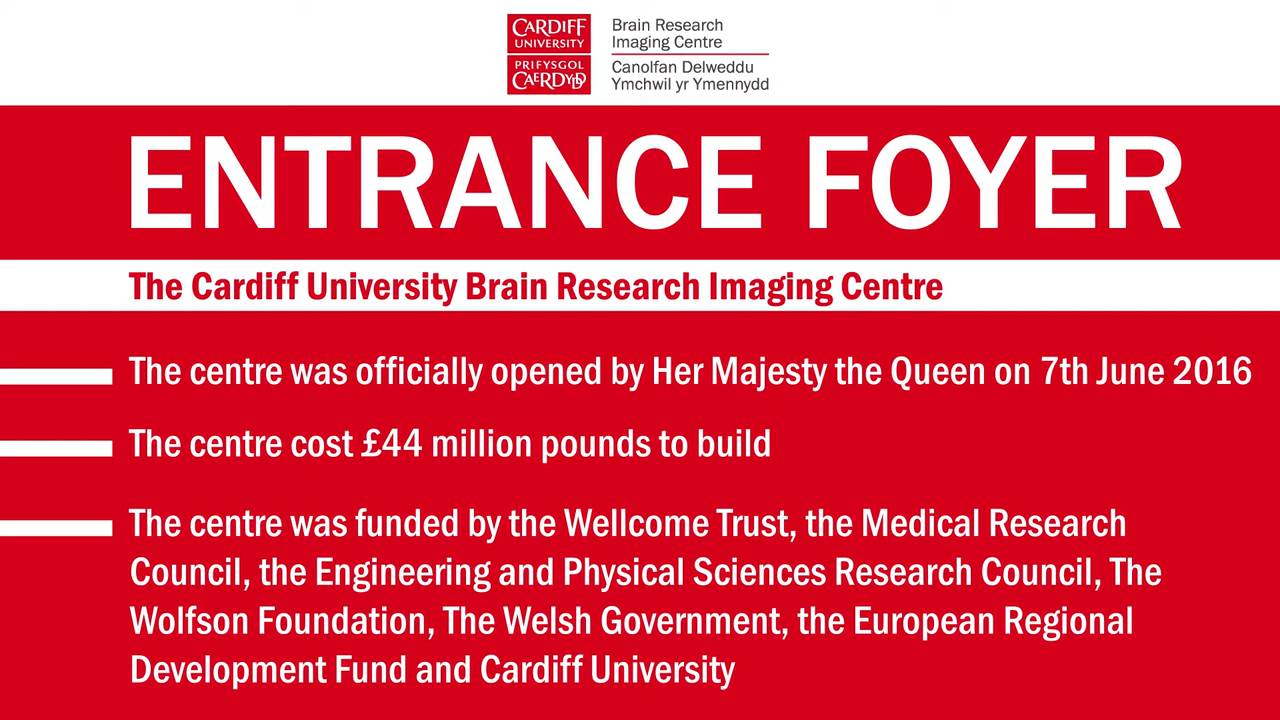 CARDIFF
UNIVERSITY
PRIFYSGOL
CAERDYDD
Brain Research
Imaging Centre
Canolfan Delweddu
Ymchwil yr Ymennydd
ENTRANCE FOYER
The Cardiff University Brain Research Imaging Centre
The centre was officially opened by Her Majesty the Queen on 7th June 2016
The centre cost £44 million pounds to build
The centre was funded by the Wellcome Trust, the Medical Research
Council, the Engineering and Physical Sciences Research Council, The
Wolfson Foundation, The Welsh Government, the European Regional
Development Fund and Cardiff University